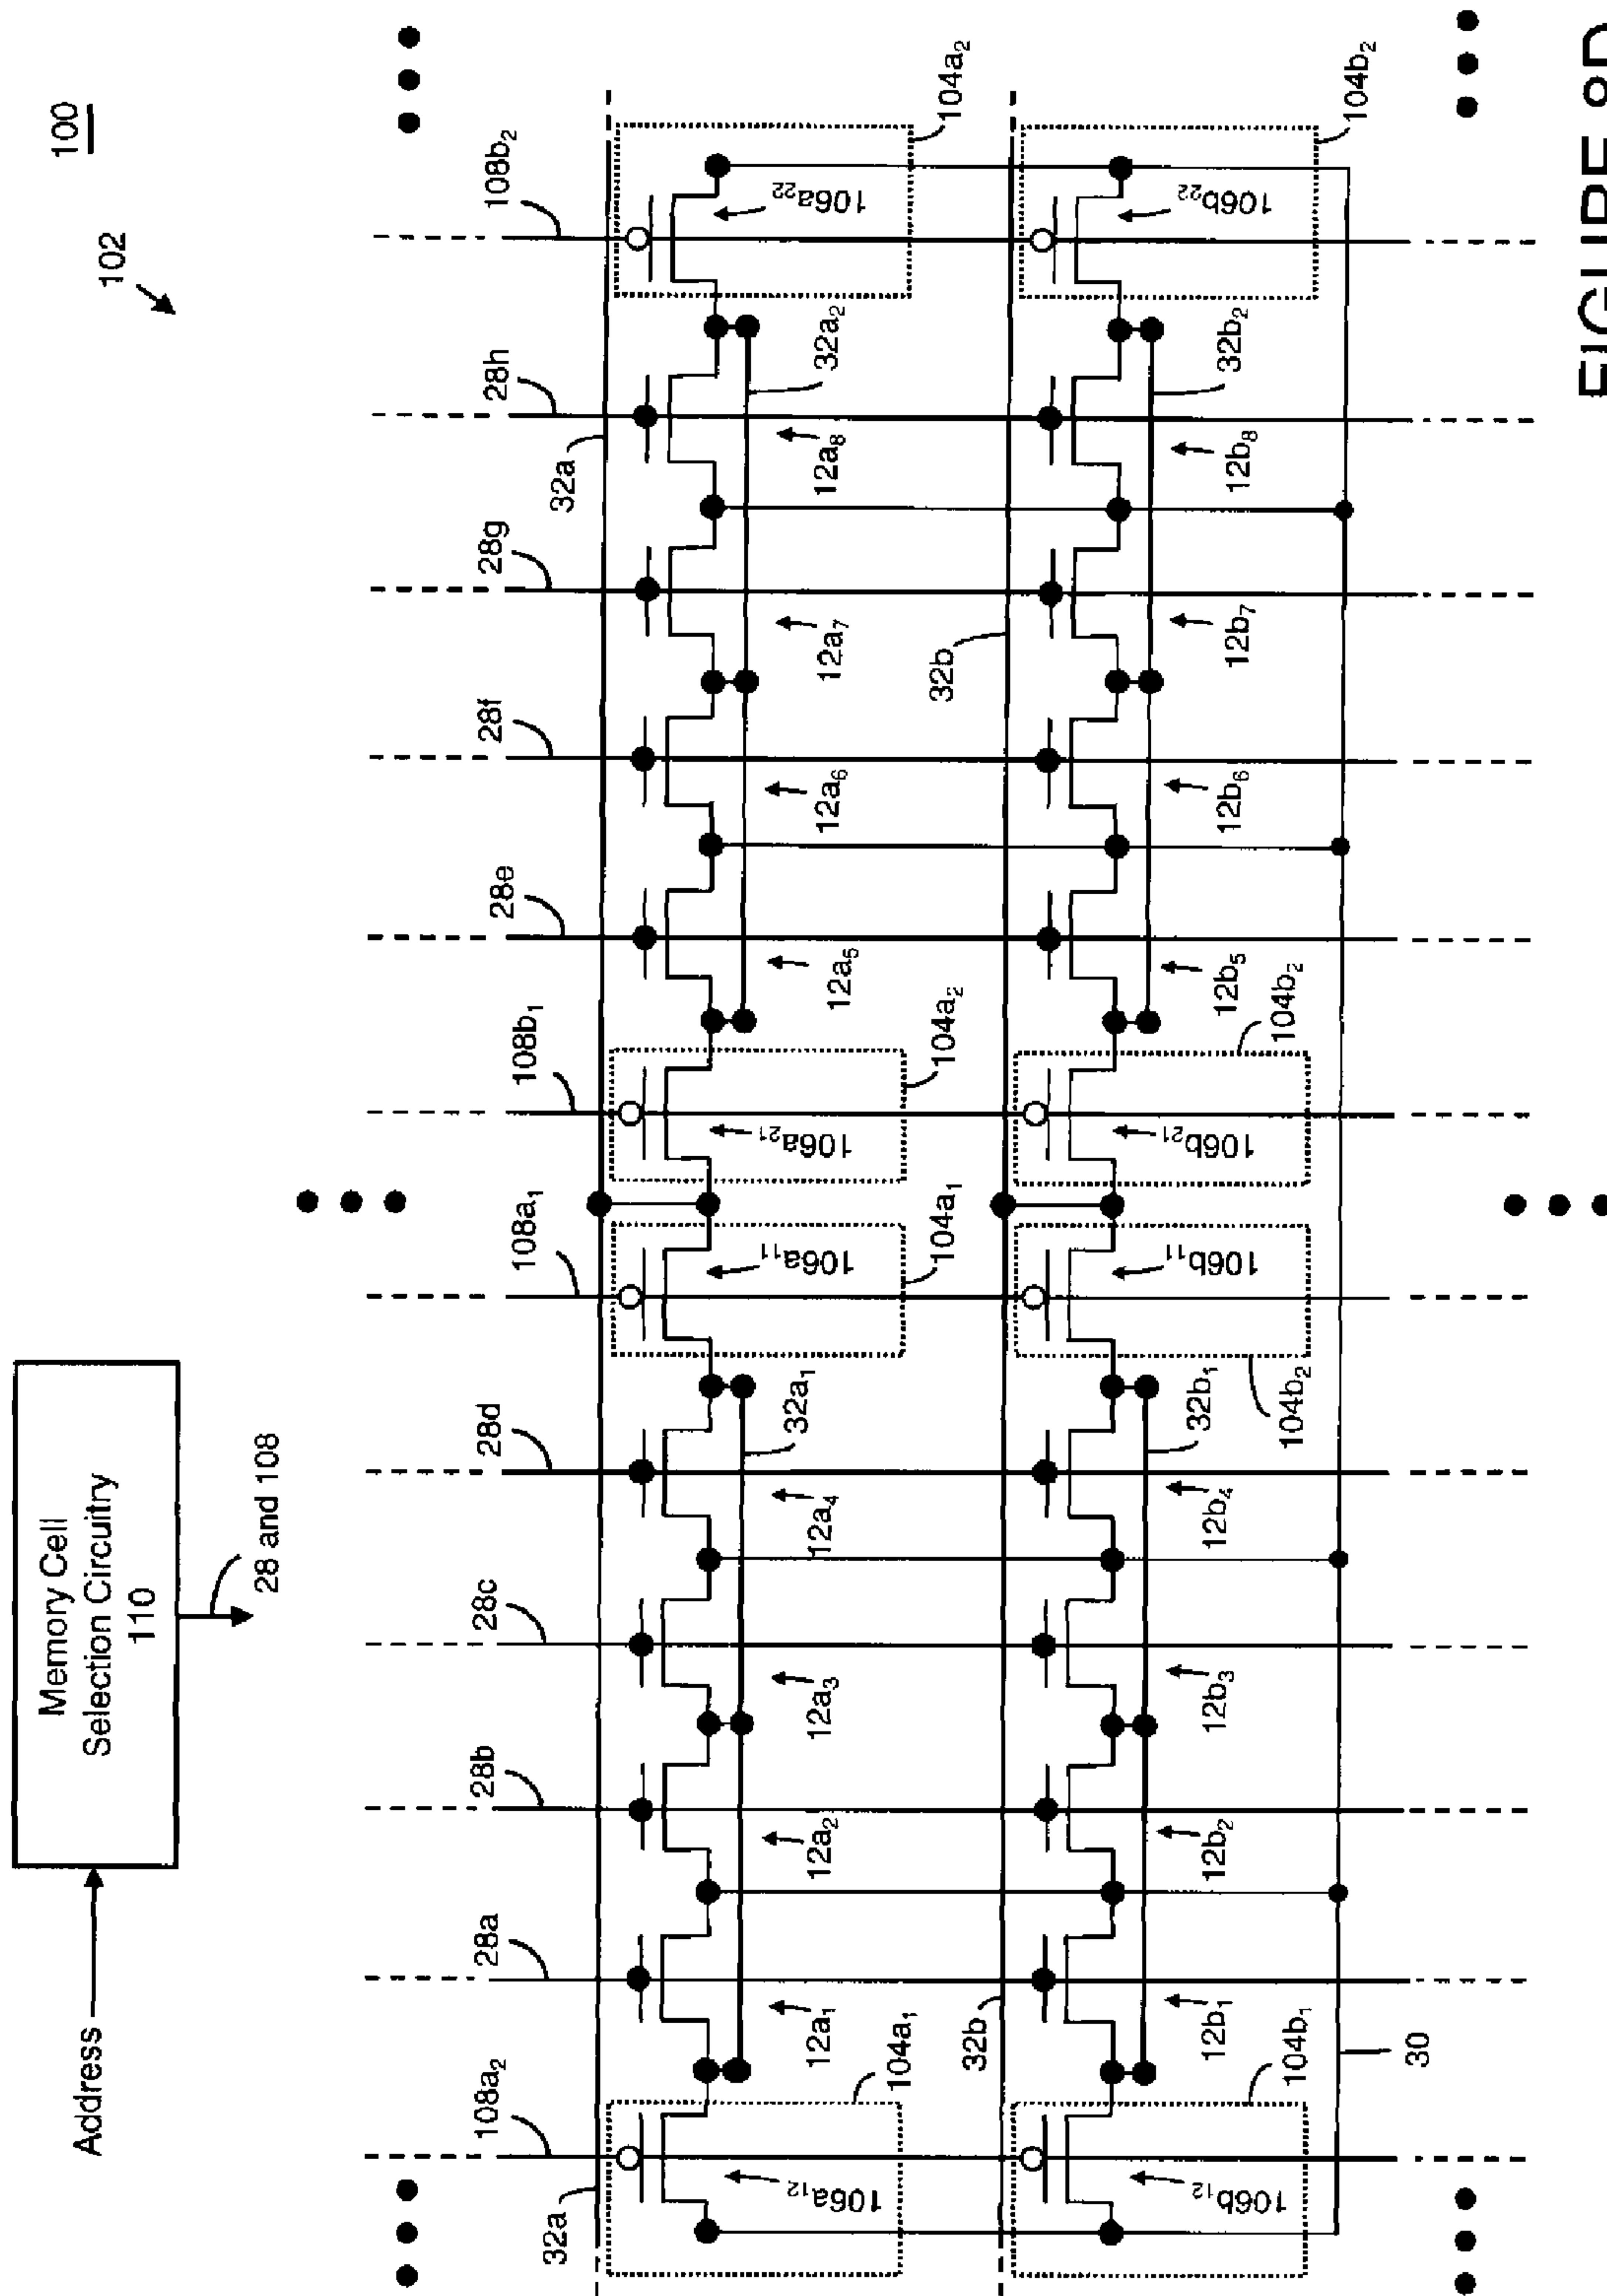 Address
Memory Cell
Selection Circuitry
110
28 and 108
100
102
108a₂
28a
28b
28c
28d
108a₁
108b₁
28e
28f
28g
28h
108b₂
32a
32a
106a₁₂
104a₁
12a₁
12a₂
12a₃
12a₄
32a₁
106a₁₁
104a₁
106a₂₁
104a₂
12a₅
12a₆
12a₇
12a₈
32a₂
106a₂₂
104a₂
32b
32b
106b₁₂
104b₁
12b₁
12b₂
12b₃
12b₄
32b₁
104b₂
106b₁₁
106b₂₁
104b₂
12b₅
12b₆
12b₇
12b₈
32b₂
106b₂₂
104b₂
30
FIGURE 8D